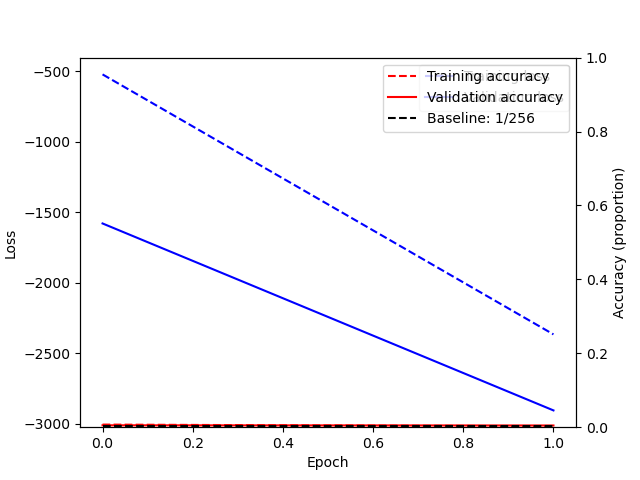 Training accuracy
Validation accuracy
Baseline: 1/256
−500
−1000
−1500
−2000
−2500
−3000
Loss
1.0
0.8
0.6
0.4
0.2
0.0
Accuracy (proportion)
0.0 0.2 0.4 0.6 0.8 1.0
Epoch